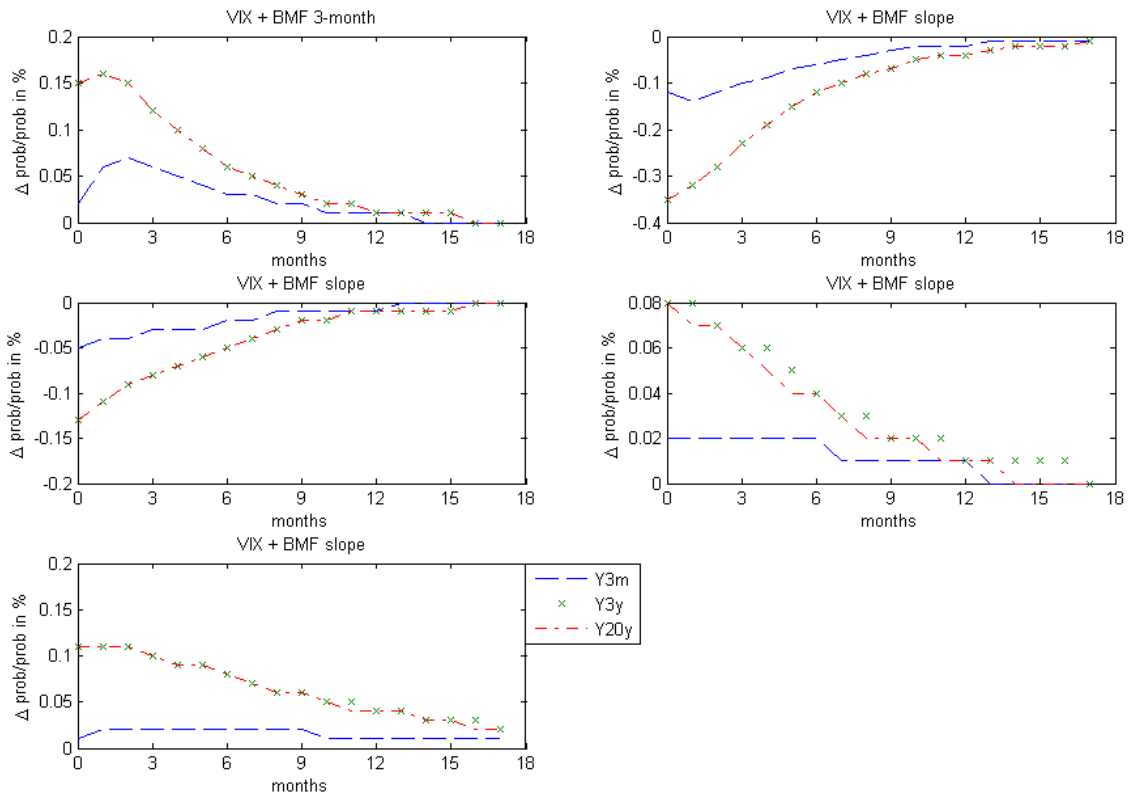 VIX + BMF 3-month
0.2
0.15
0.1
0.05
0
Δ prob/prob in %
0 3 6 9 12 15 18
months
VIX + BMF slope
0
-0.1
-0.2
-0.3
-0.4
Δ prob/prob in %
0 3 6 9 12 15 18
months
VIX + BMF slope
0
-0.05
-0.1
-0.15
-0.2
Δ prob/prob in %
0 3 6 9 12 15 18
months
VIX + BMF slope
0.08
0.06
0.04
0.02
0
Δ prob/prob in %
0 3 6 9 12 15 18
months
VIX + BMF slope
0.2
0.15
0.1
0.05
0
Δ prob/prob in %
0 3 6 9 12 15 18
months
Y3m
Y3y
Y20y